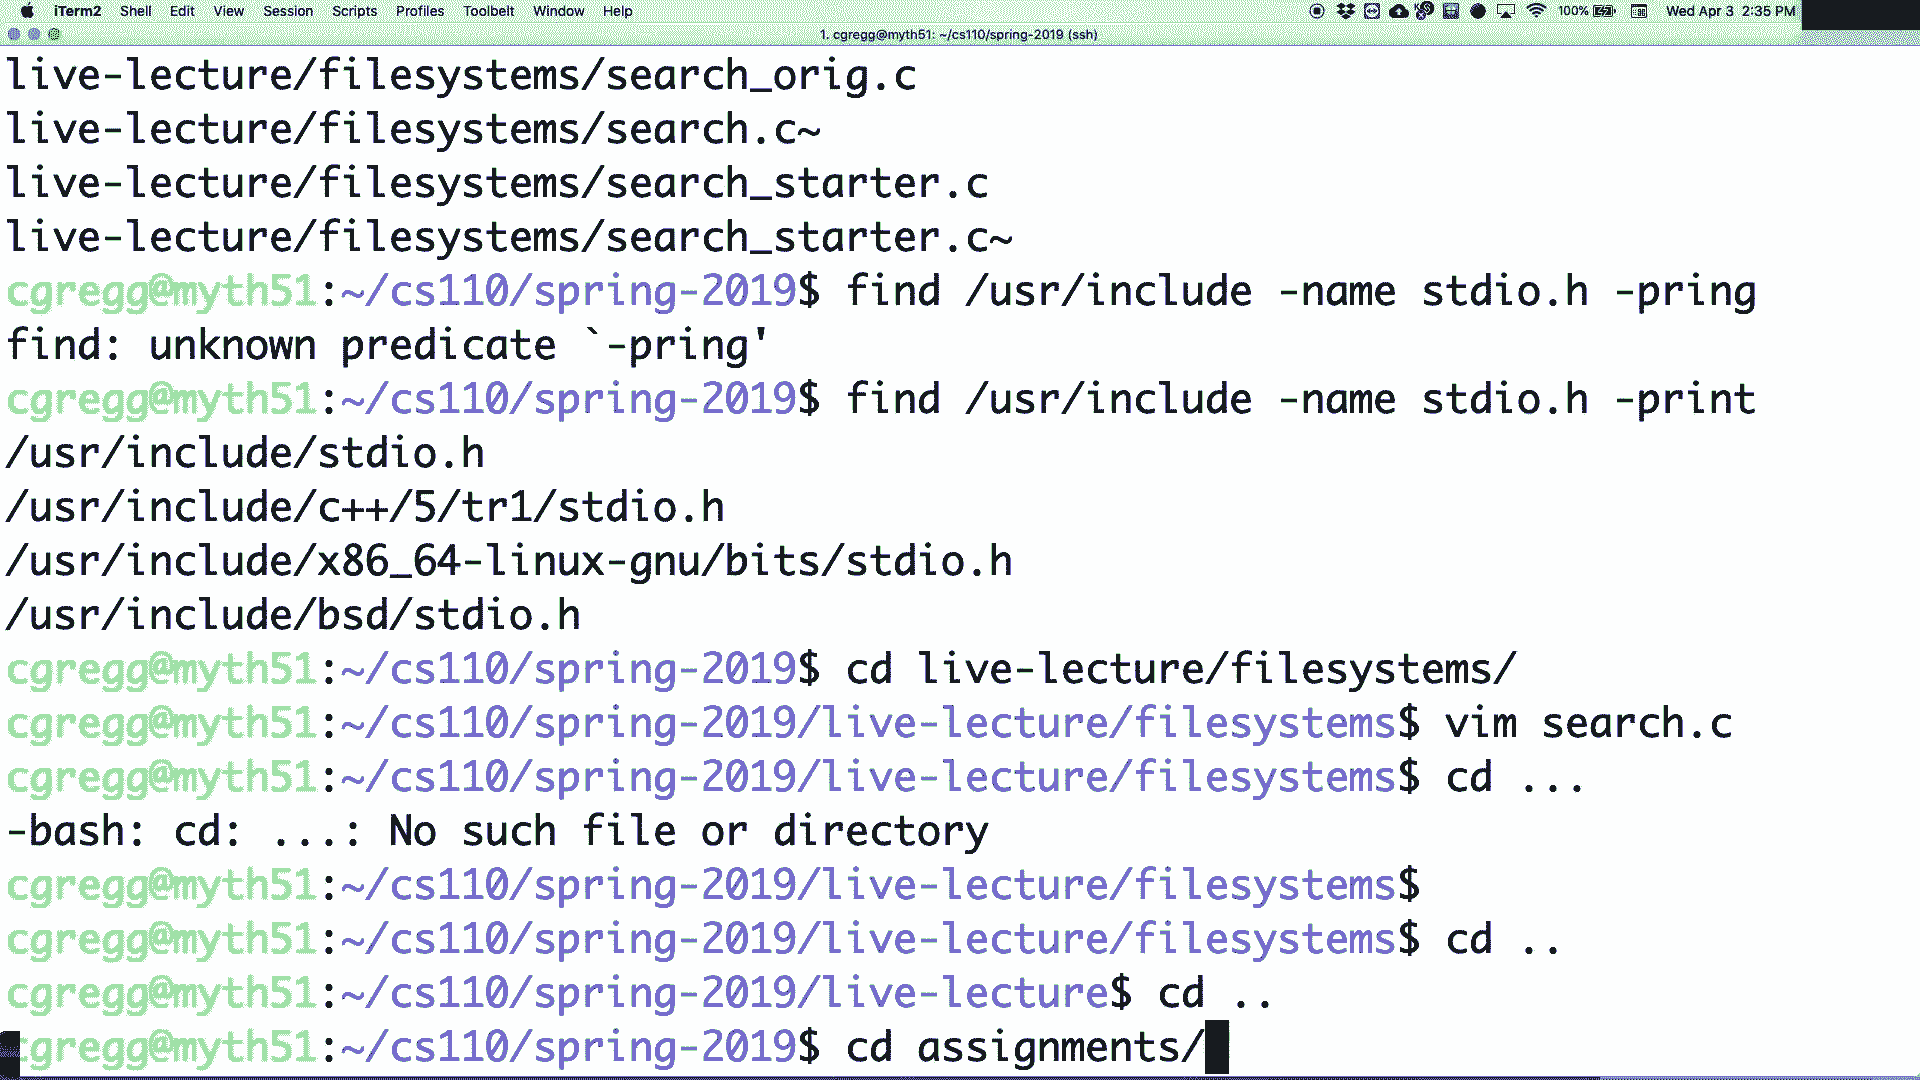 iTerm2 Shell Edit View Session Scripts Profiles Toolbelt Window Help 100% Wed Apr 3 2:35 PM
1. cgregg@myth51: ~/cs110/spring-2019 (ssh)
live-lecture/filesystems/search_orig.c
live-lecture/filesystems/search.c~
live-lecture/filesystems/search_starter.c
live-lecture/filesystems/search_starter.c~
cgregg@myth51:~/cs110/spring-2019$ find /usr/include -name stdio.h -pring
find: unknown predicate `-pring'
cgregg@myth51:~/cs110/spring-2019$ find /usr/include -name stdio.h -print
/usr/include/stdio.h
/usr/include/c++/5/tr1/stdio.h
/usr/include/x86_64-linux-gnu/bits/stdio.h
/usr/include/bsd/stdio.h
cgregg@myth51:~/cs110/spring-2019$ cd live-lecture/filesystems/
cgregg@myth51:~/cs110/spring-2019/live-lecture/filesystems$ vim search.c
cgregg@myth51:~/cs110/spring-2019/live-lecture/filesystems$ cd ...
-bash: cd: ...: No such file or directory
cgregg@myth51:~/cs110/spring-2019/live-lecture/filesystems$
cgregg@myth51:~/cs110/spring-2019/live-lecture/filesystems$ cd ..
cgregg@myth51:~/cs110/spring-2019/live-lecture$ cd ..
cgregg@myth51:~/cs110/spring-2019$ cd assignments/